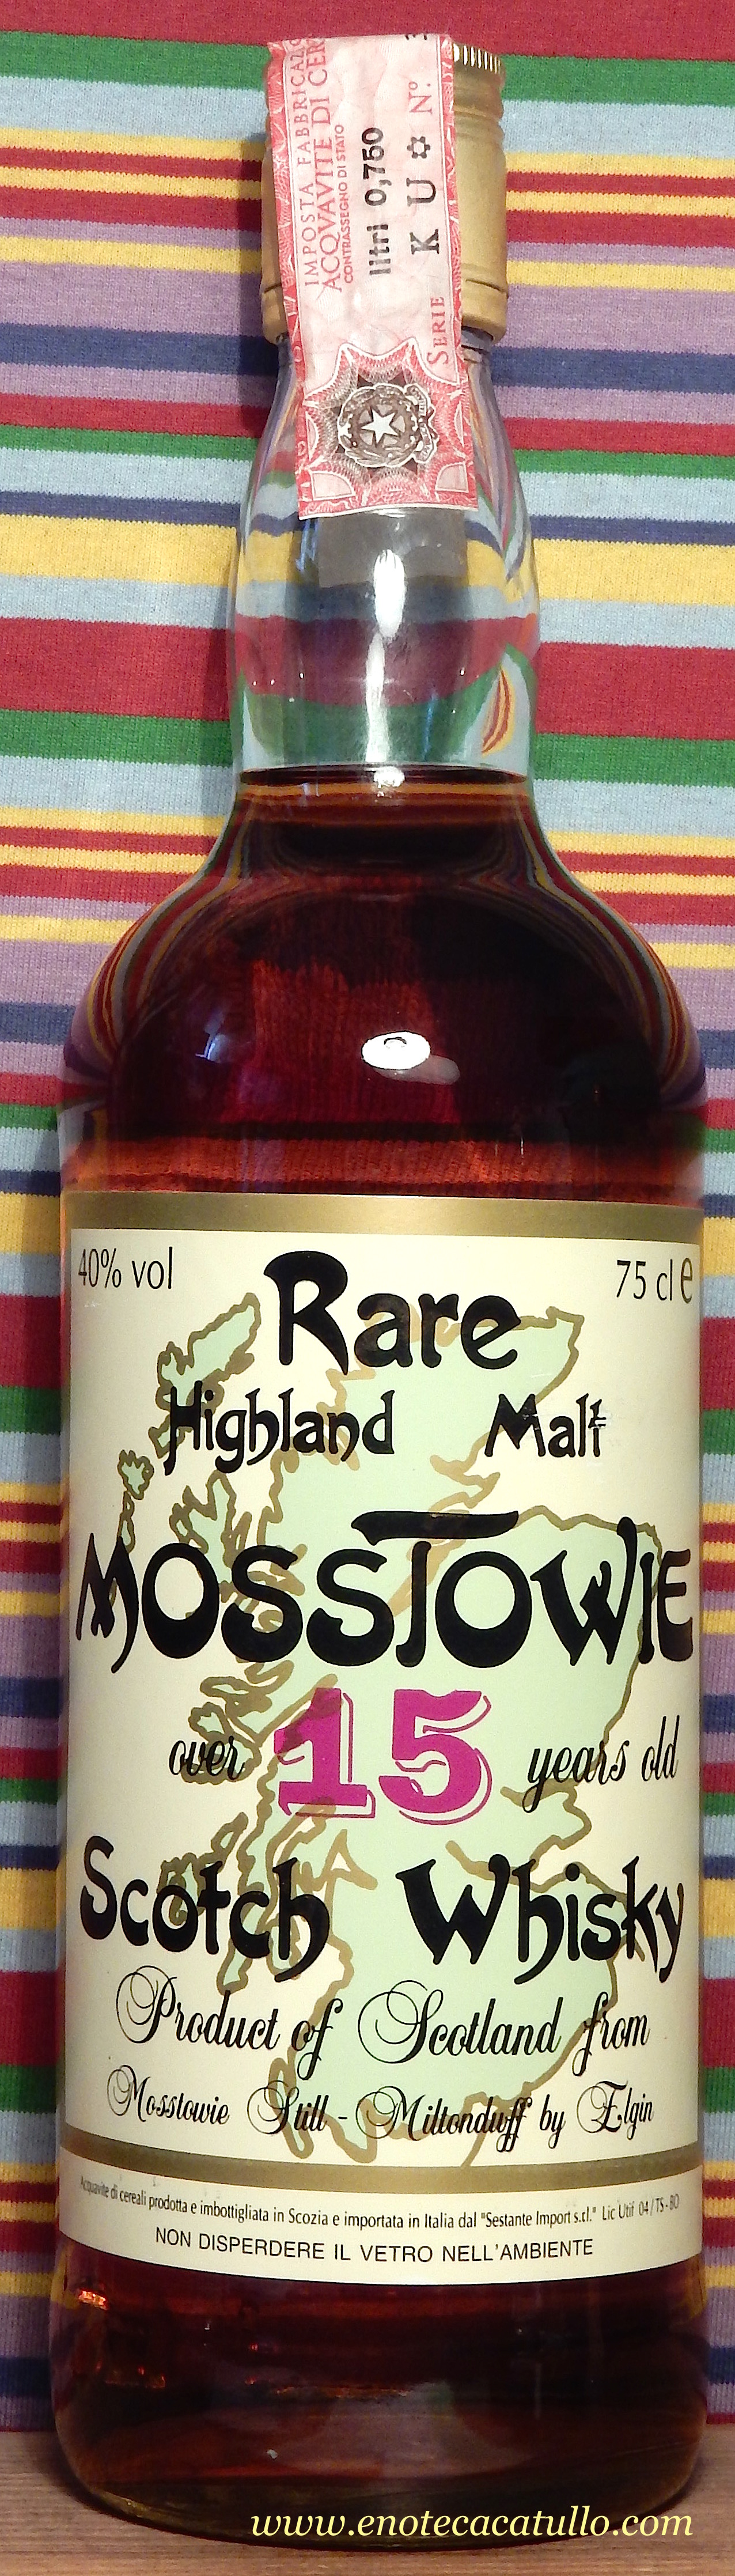 IMPOSTA FABBRICAZ
ACQVAVITE DI CER
CONTRASSEGNO DI STATO
litri 0,750
K U Nº
SERIE
40% vol
75 cl e
Rare
Highland Malt
MOSSTOWIE
over 15 years old
Scotch Whisky
Product of Scotland from
Mosstowie Still - Miltonduff by Elgin
Acquavite di cereali prodotta e imbottigliata in Scozia e importata in Italia dal "Sestante Import s.r.l." Lic Utif 04/TS-BO
NON DISPERDERE IL VETRO NELL'AMBIENTE
www.enotecacatullo.com